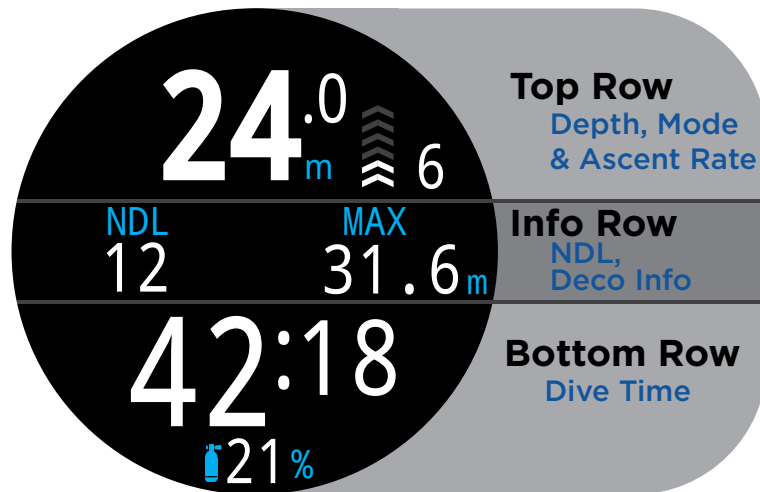 24.0 m 6
Top Row
Depth, Mode
& Ascent Rate
NDL MAX
12 31.6m
Info Row
NDL,
Deco Info
42:18
21%
Bottom Row
Dive Time